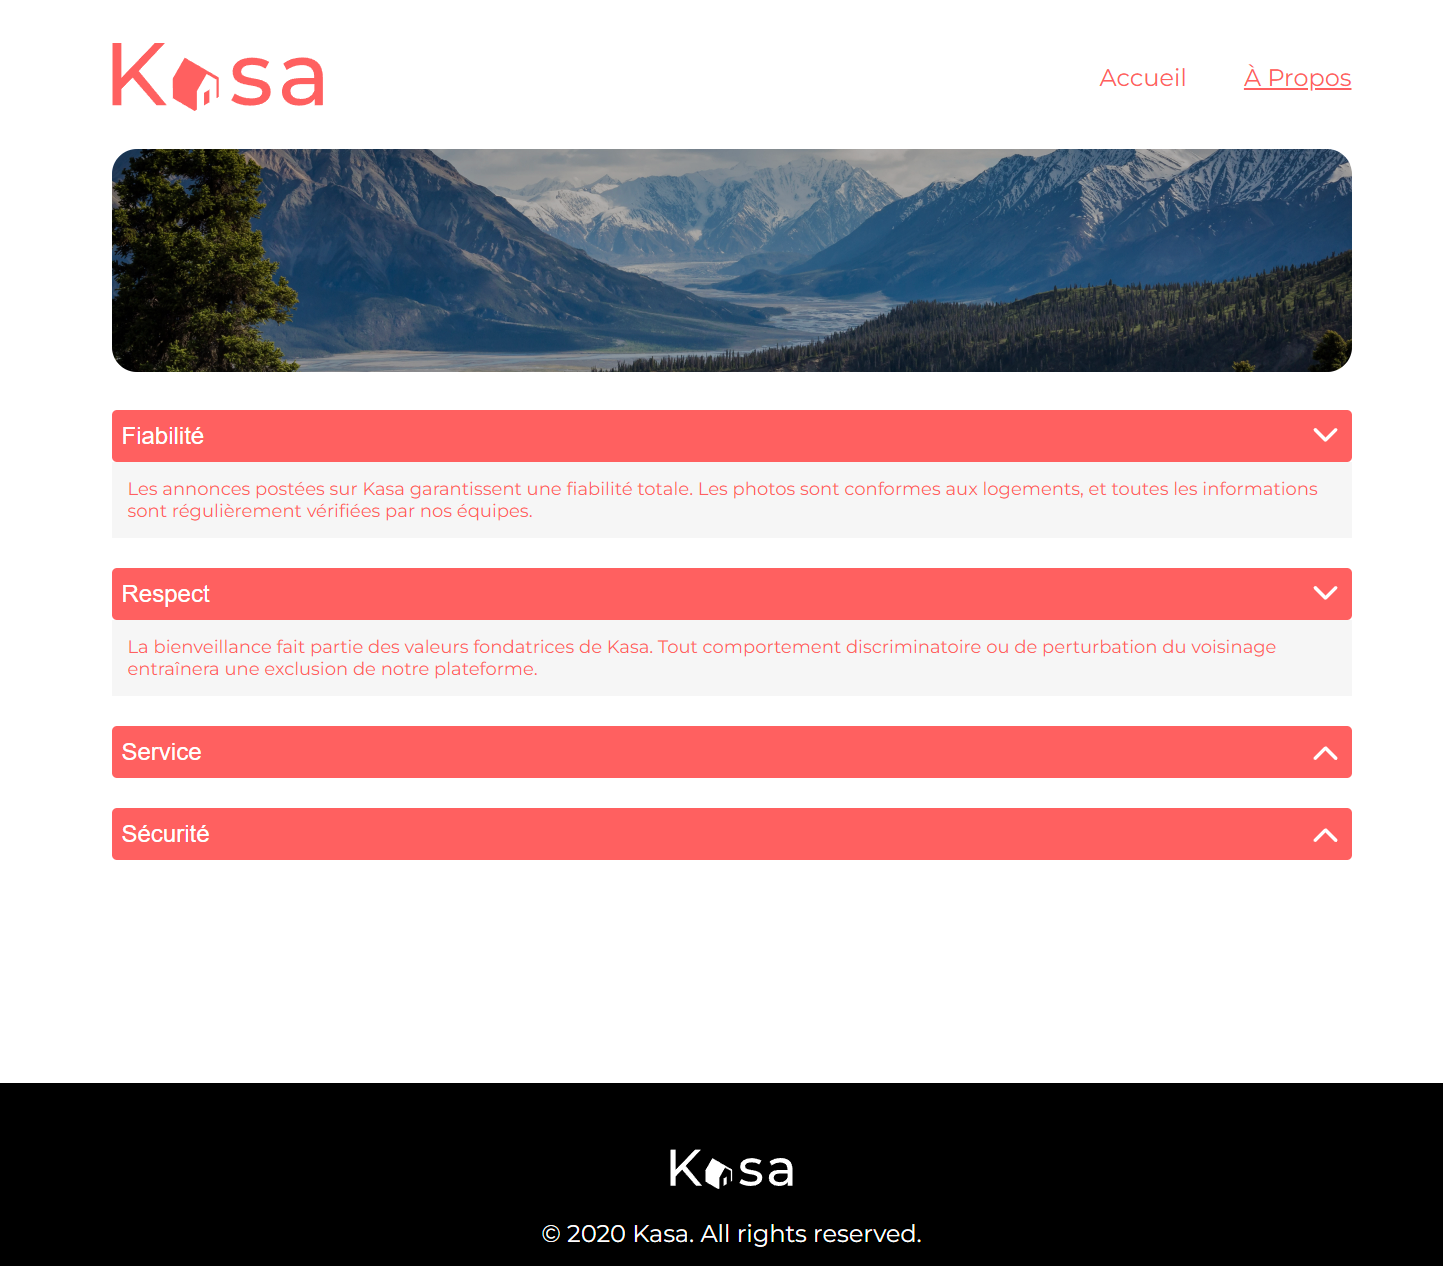 Kasa
Accueil
À Propos
Fiabilité
Les annonces postées sur Kasa garantissent une fiabilité totale. Les photos sont conformes aux logements, et toutes les informations
sont régulièrement vérifiées par nos équipes.
Respect
La bienveillance fait partie des valeurs fondatrices de Kasa. Tout comportement discriminatoire ou de perturbation du voisinage
entraînera une exclusion de notre plateforme.
Service
Sécurité
Kasa
© 2020 Kasa. All rights reserved.